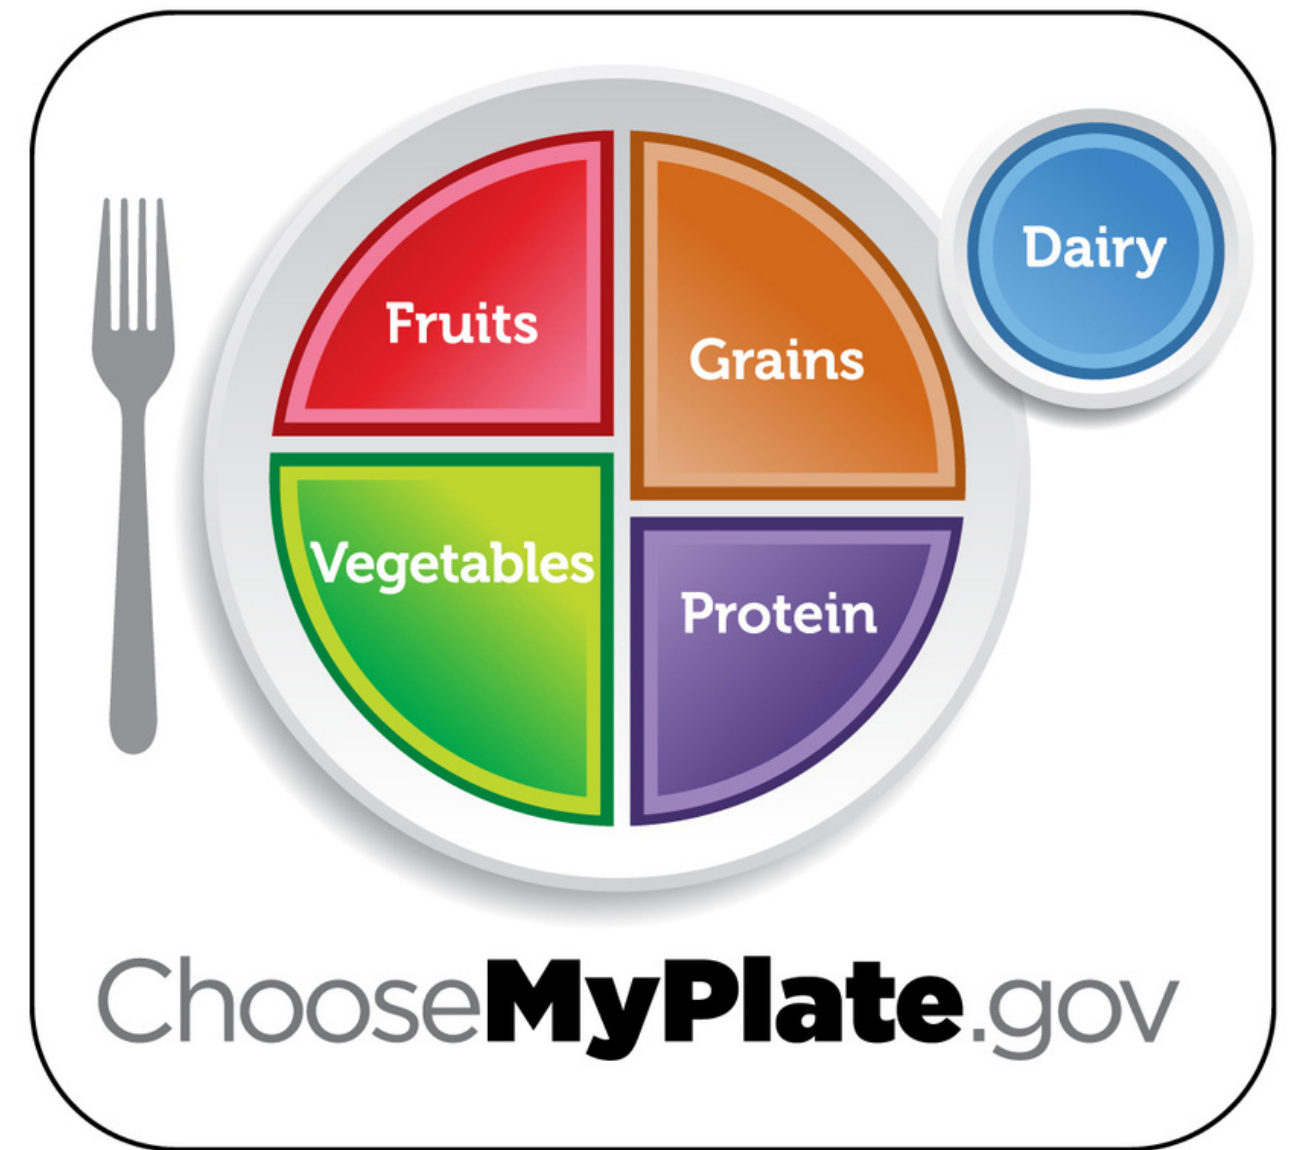 Fruits
Grains
Dairy
Vegetables
Protein
ChooseMyPlate.gov